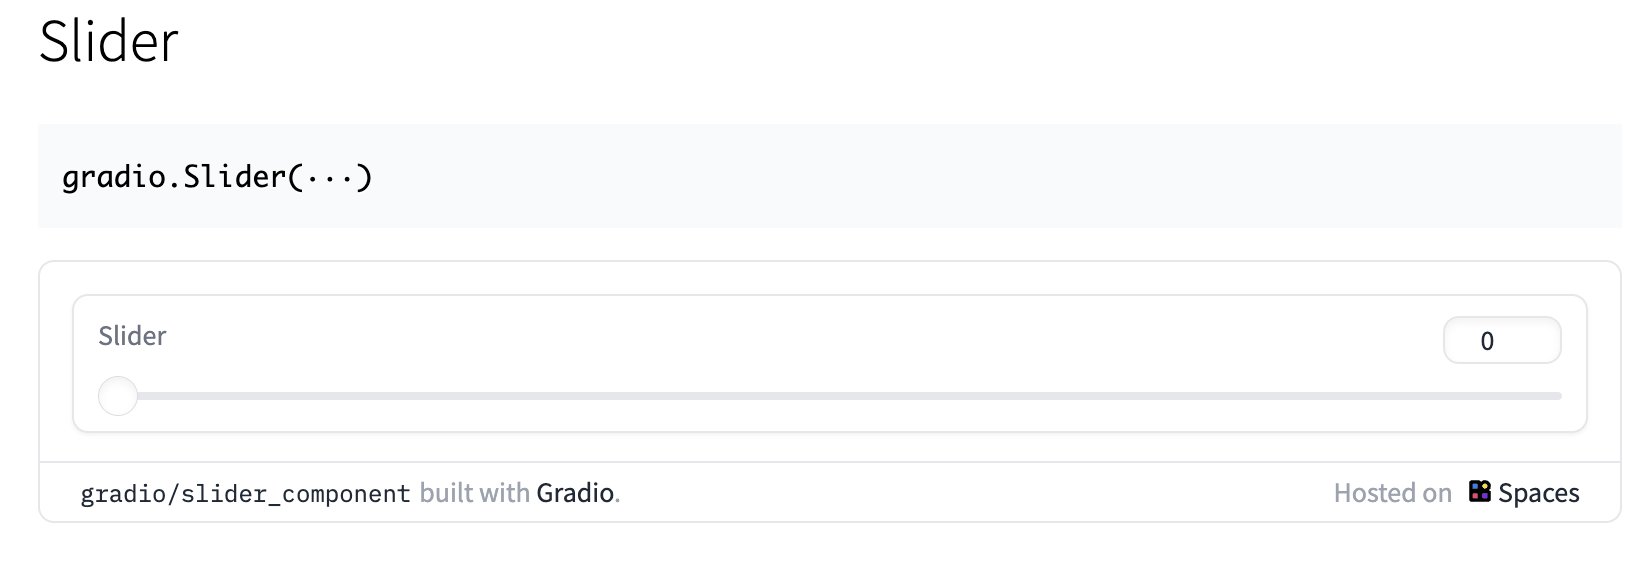 Slider
gradio.Slider(···)
Slider
0
gradio/slider_component built with Gradio.
Hosted on Spaces